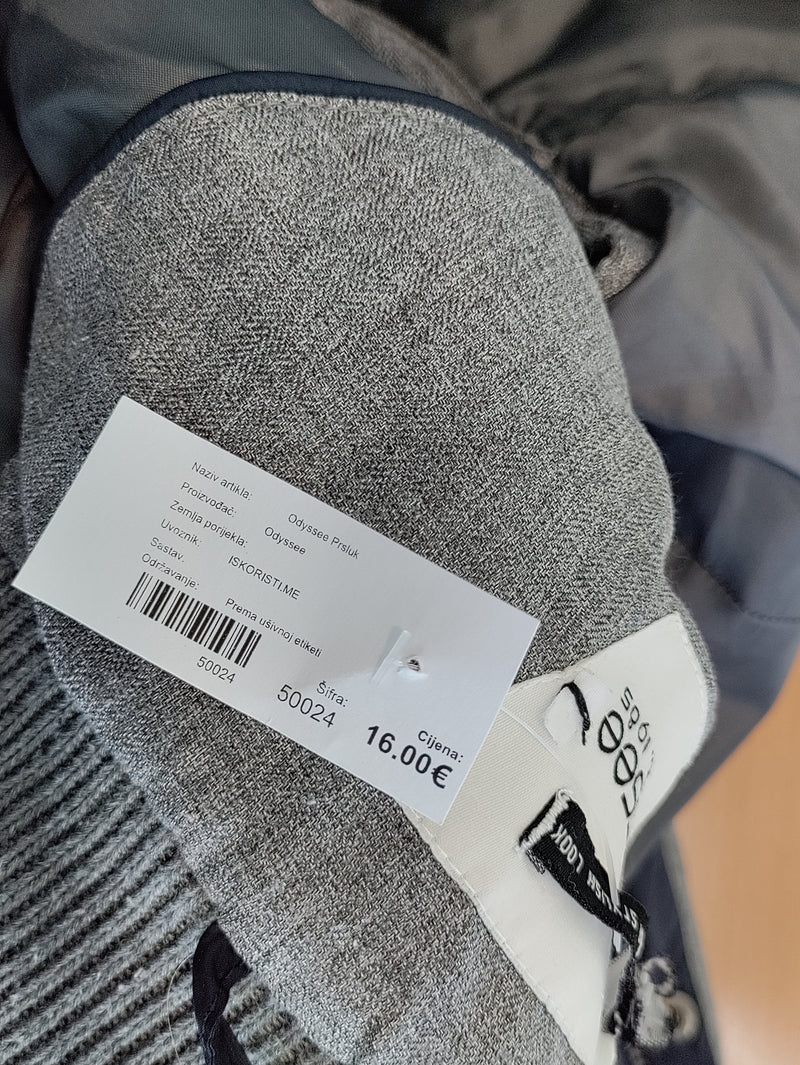 Naziv artikla: Odyssee Prsluk
Proizvođač: Odyssee
Zemlja porijekla:
Uvoznik: ISKORISTI.ME
Sastav:
Održavanje: Prema ušivnoj etiketi
50024
Šifra:
50024
Cijena:
16.00€
LOOK